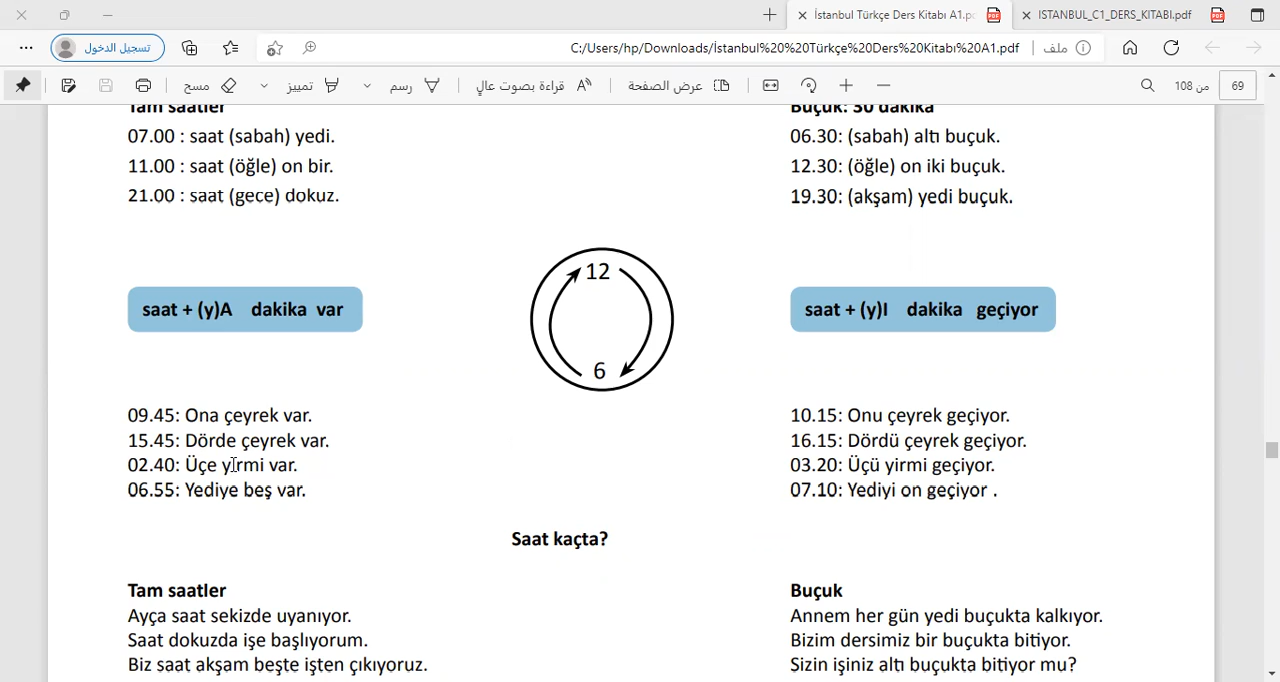 İstanbul Türkçe Ders Kitabı A1.p
ISTANBUL_C1_DERS_KITABI.pdf
تسجيل الدخول
C:/Users/hp/Downloads/İstanbul%20%20Türkçe%20Ders%20Kitabı%20A1.pdf
ملف
مسح
تمييز
رسم
قراءة بصوت عالٍ
عرض الصفحة
من 108
69
Tam saatler
07.00 : saat (sabah) yedi.
11.00 : saat (öğle) on bir.
21.00 : saat (gece) dokuz.
Buçuk: 30 dakika
06.30: (sabah) altı buçuk.
12.30: (öğle) on iki buçuk.
19.30: (akşam) yedi buçuk.
12
6
saat + (y)A dakika var
saat + (y)I dakika geçiyor
09.45: Ona çeyrek var.
15.45: Dörde çeyrek var.
02.40: Üçe yirmi var.
06.55: Yediye beş var.
10.15: Onu çeyrek geçiyor.
16.15: Dördü çeyrek geçiyor.
03.20: Üçü yirmi geçiyor.
07.10: Yediyi on geçiyor .
Saat kaçta?
Tam saatler
Ayça saat sekizde uyanıyor.
Saat dokuzda işe başlıyorum.
Biz saat akşam beşte işten çıkıyoruz.
Buçuk
Annem her gün yedi buçukta kalkıyor.
Bizim dersimiz bir buçukta bitiyor.
Sizin işiniz altı buçukta bitiyor mu?